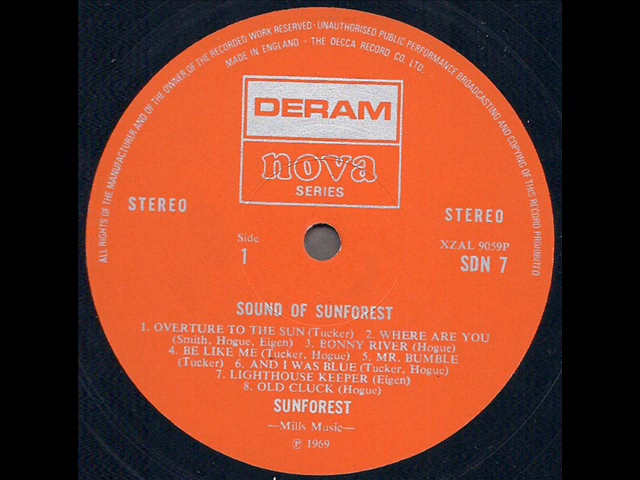 ALL RIGHTS OF THE MANUFACTURER AND OF THE OWNER OF THE RECORDED WORK RESERVED · UNAUTHORISED PUBLIC PERFORMANCE BROADCASTING AND COPYING OF THIS RECORD PROHIBITED
MADE IN ENGLAND · THE DECCA RECORD CO. LTD.
DERAM
nova
SERIES
STEREO
STEREO
Side
1
XZAL 9059P
SDN 7
SOUND OF SUNFOREST
1. OVERTURE TO THE SUN (Tucker) 2. WHERE ARE YOU
(Smith, Hogue, Eigen) 3. BONNY RIVER (Hogue)
4. BE LIKE ME (Tucker, Hogue) 5. MR. BUMBLE
(Tucker) 6. AND I WAS BLUE (Tucker, Hogue)
7. LIGHTHOUSE KEEPER (Eigen)
8. OLD CLUCK (Hogue)
SUNFOREST
—Mills Music—
℗ 1969